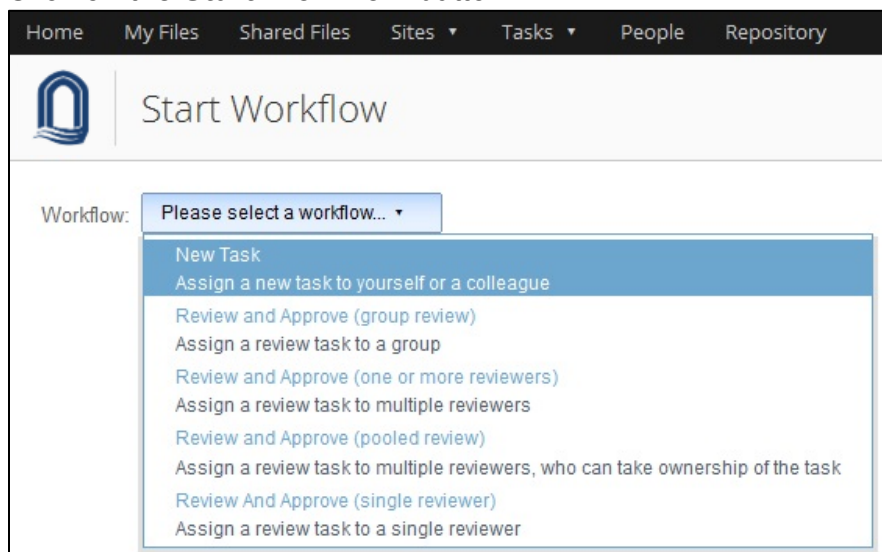 Home My Files Shared Files Sites ▾ Tasks ▾ People Repository
Start Workflow
Workflow: Please select a workflow... ▾
New Task
Assign a new task to yourself or a colleague
Review and Approve (group review)
Assign a review task to a group
Review and Approve (one or more reviewers)
Assign a review task to multiple reviewers
Review and Approve (pooled review)
Assign a review task to multiple reviewers, who can take ownership of the task
Review And Approve (single reviewer)
Assign a review task to a single reviewer